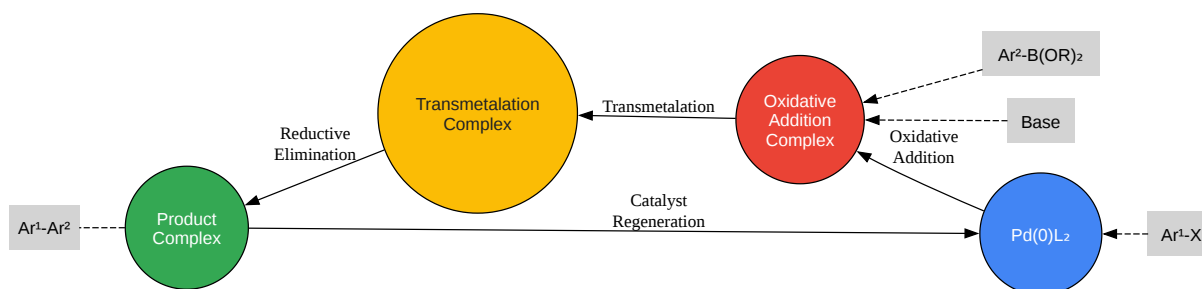 Ar²-B(OR)₂
Transmetalation
Complex
Transmetalation
Oxidative
Addition
Complex
Base
Reductive
Elimination
Oxidative
Addition
Ar¹-Ar²
Product
Complex
Catalyst
Regeneration
Pd(0)L₂
Ar¹-X